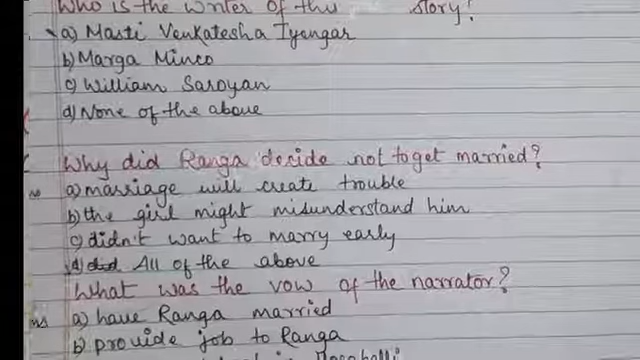 Who is the writer of this story?
a) Masti Venkatesha Iyengar
b) Marga Minco
c) William Saroyan
d) None of the above
Why did Ranga decide not to get married?
a) marriage will create trouble
b) the girl might misunderstand him
c) didn't want to marry early
d) did All of the above
What was the vow of the narrator?
a) have Ranga married
b) provide job to Ranga